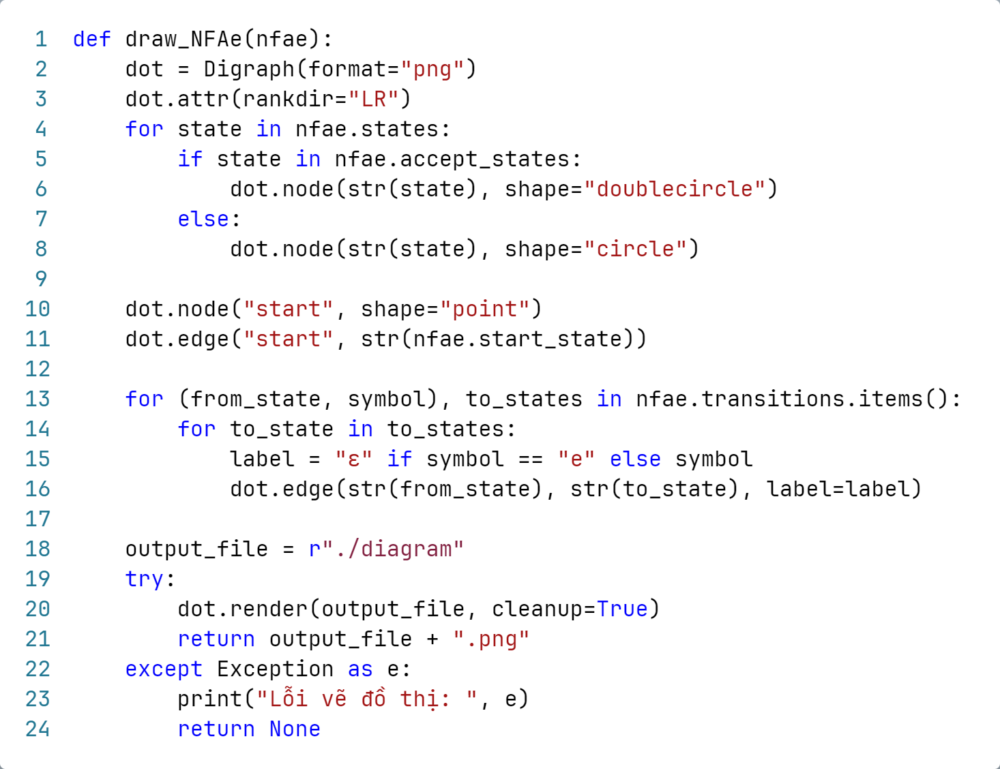 1 def draw_NFAe(nfae):
2     dot = Digraph(format="png")
3     dot.attr(rankdir="LR")
4     for state in nfae.states:
5         if state in nfae.accept_states:
6             dot.node(str(state), shape="doublecircle")
7         else:
8             dot.node(str(state), shape="circle")
9
10     dot.node("start", shape="point")
11     dot.edge("start", str(nfae.start_state))
12
13     for (from_state, symbol), to_states in nfae.transitions.items():
14         for to_state in to_states:
15             label = "ε" if symbol == "e" else symbol
16             dot.edge(str(from_state), str(to_state), label=label)
17
18     output_file = r"./diagram"
19     try:
20         dot.render(output_file, cleanup=True)
21         return output_file + ".png"
22     except Exception as e:
23         print("Lỗi vẽ đồ thị: ", e)
24         return None